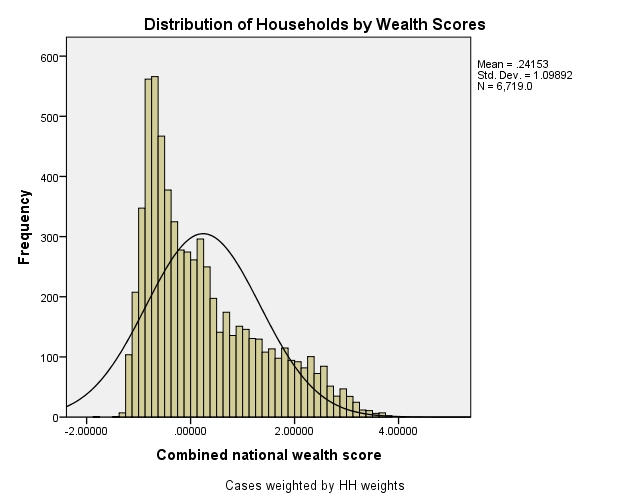 Distribution of Households by Wealth Scores
Mean = .24153
Std. Dev. = 1.09892
N = 6,719.0
600
500
400
300
200
100
0
Frequency
-2.00000 .00000 2.00000 4.00000
Combined national wealth score
Cases weighted by HH weights